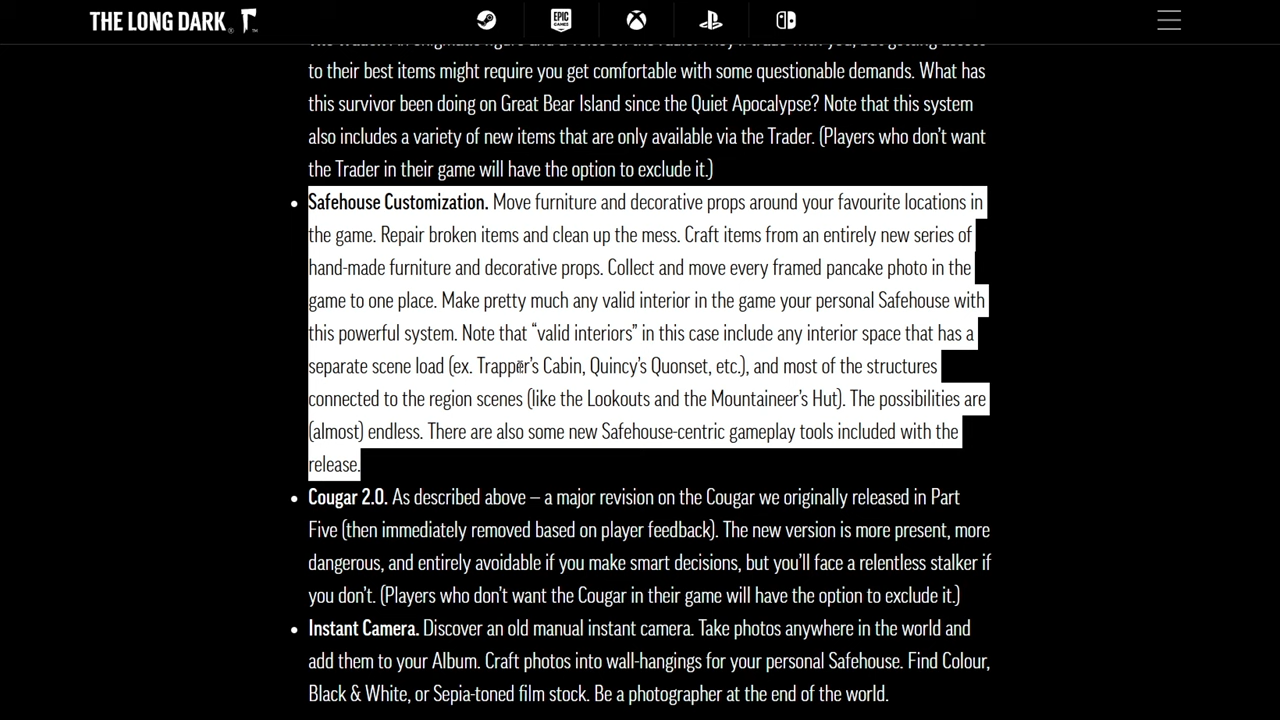 THE LONG DARK
EPIC GAMES
to their best items might require you get comfortable with some questionable demands. What has
this survivor been doing on Great Bear Island since the Quiet Apocalypse? Note that this system
also includes a variety of new items that are only available via the Trader. (Players who don’t want
the Trader in their game will have the option to exclude it.)
• Safehouse Customization. Move furniture and decorative props around your favourite locations in
the game. Repair broken items and clean up the mess. Craft items from an entirely new series of
hand-made furniture and decorative props. Collect and move every framed pancake photo in the
game to one place. Make pretty much any valid interior in the game your personal Safehouse with
this powerful system. Note that “valid interiors” in this case include any interior space that has a
separate scene load (ex. Trapper’s Cabin, Quincy’s Quonset, etc.), and most of the structures
connected to the region scenes (like the Lookouts and the Mountaineer’s Hut). The possibilities are
(almost) endless. There are also some new Safehouse-centric gameplay tools included with the
release.
• Cougar 2.0. As described above – a major revision on the Cougar we originally released in Part
Five (then immediately removed based on player feedback). The new version is more present, more
dangerous, and entirely avoidable if you make smart decisions, but you’ll face a relentless stalker if
you don’t. (Players who don’t want the Cougar in their game will have the option to exclude it.)
• Instant Camera. Discover an old manual instant camera. Take photos anywhere in the world and
add them to your Album. Craft photos into wall-hangings for your personal Safehouse. Find Colour,
Black & White, or Sepia-toned film stock. Be a photographer at the end of the world.